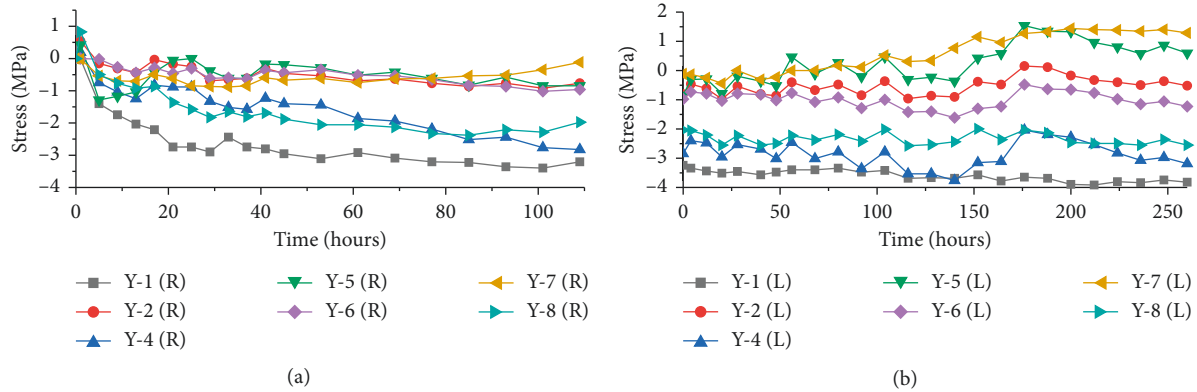 Stress (MPa)
1
0
−1
−2
−3
−4
0 20 40 60 80 100
Time (hours)
Y-1 (R) Y-5 (R) Y-7 (R)
Y-2 (R) Y-6 (R) Y-8 (R)
Y-4 (R)
(a)
Stress (MPa)
2
1
0
−1
−2
−3
−4
0 50 100 150 200 250
Time (hours)
Y-1 (L) Y-5 (L) Y-7 (L)
Y-2 (L) Y-6 (L) Y-8 (L)
Y-4 (L)
(b)